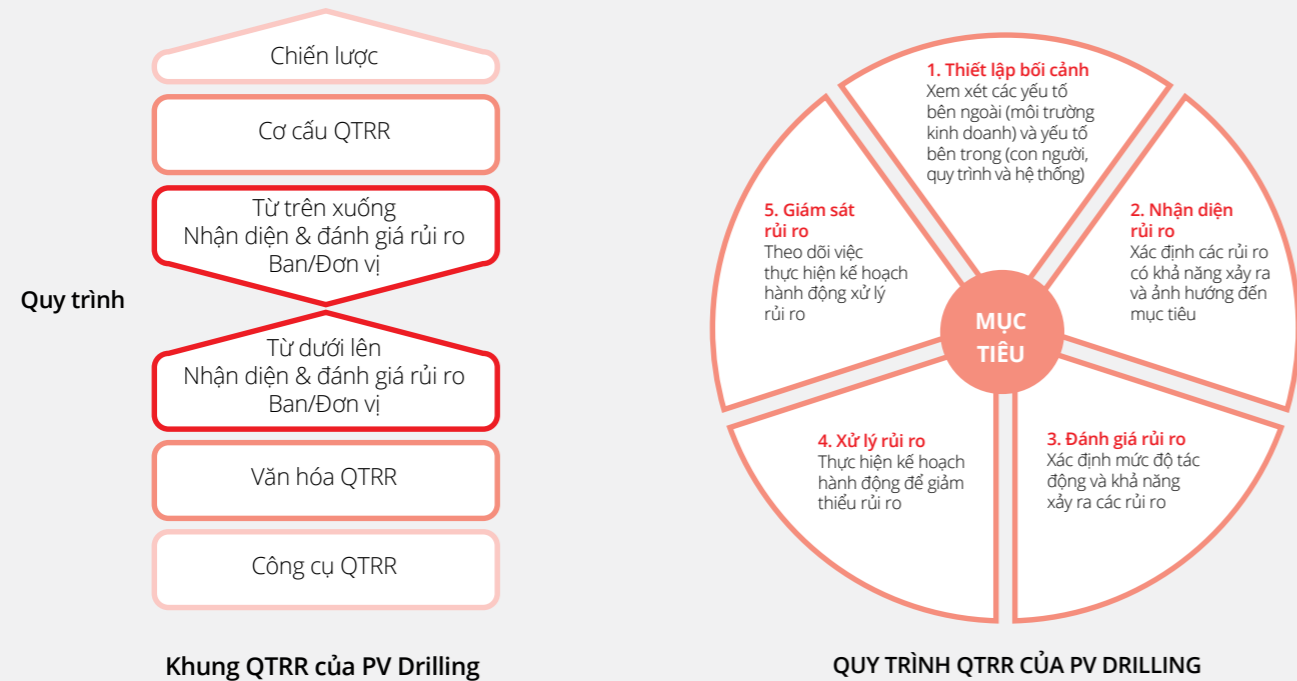 Chiến lược
Cơ cấu QTRR
Từ trên xuống
Nhận diện & đánh giá rủi ro
Ban/Đơn vị
Quy trình
Từ dưới lên
Nhận diện & đánh giá rủi ro
Ban/Đơn vị
Văn hóa QTRR
Công cụ QTRR
Khung QTRR của PV Drilling
1. Thiết lập bối cảnh
Xem xét các yếu tố
bên ngoài (môi trường
kinh doanh) và yếu tố
bên trong (con người,
quy trình và hệ thống)
2. Nhận diện
rủi ro
Xác định các rủi ro
có khả năng xảy ra
và ảnh hướng đến
mục tiêu
3. Đánh giá rủi ro
Xác định mức độ tác
động và khả năng
xảy ra các rủi ro
4. Xử lý rủi ro
Thực hiện kế hoạch
hành động để giảm
thiểu rủi ro
5. Giám sát
rủi ro
Theo dõi việc
thực hiện kế hoạch
hành động xử lý
rủi ro
MỤC
TIÊU
QUY TRÌNH QTRR CỦA PV DRILLING